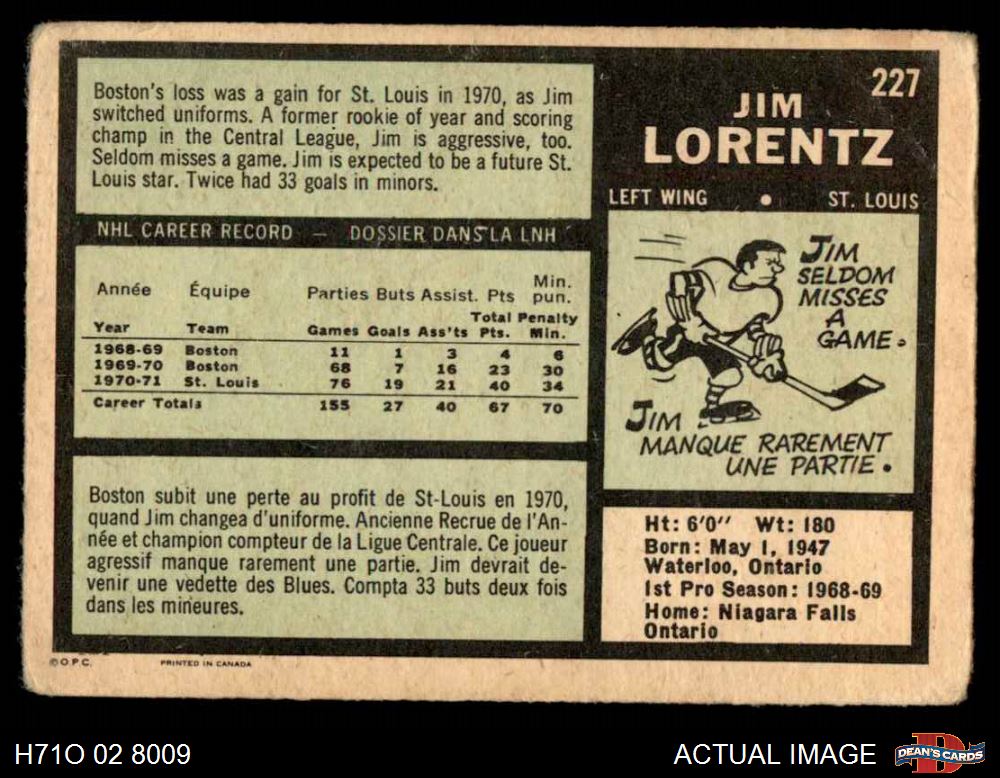 227
JIM
LORENTZ
LEFT WING • ST. LOUIS
Boston's loss was a gain for St. Louis in 1970, as Jim
switched uniforms. A former rookie of year and scoring
champ in the Central League, Jim is aggressive, too.
Seldom misses a game. Jim is expected to be a future St.
Louis star. Twice had 33 goals in minors.
NHL CAREER RECORD — DOSSIER DANS LA LNH
Année Équipe Parties Buts Assist. Pts Min. pun.
Year Team Games Goals Ass'ts Total Pts. Penalty Min.
1968-69 Boston 11 1 3 4 6
1969-70 Boston 68 7 16 23 30
1970-71 St. Louis 76 19 21 40 34
Career Totals 155 27 40 67 70
Boston subit une perte au profit de St-Louis en 1970,
quand Jim changea d'uniforme. Ancienne Recrue de l'An-
née et champion compteur de la Ligue Centrale. Ce joueur
agressif manque rarement une partie. Jim devrait de-
venir une vedette des Blues. Compta 33 buts deux fois
dans les mineures.
JIM
SELDOM
MISSES
A
GAME.
JIM
MANQUE RAREMENT
UNE PARTIE.
Ht: 6'0" Wt: 180
Born: May 1, 1947
Waterloo, Ontario
1st Pro Season: 1968-69
Home: Niagara Falls
Ontario
© O.P.C. PRINTED IN CANADA
H71O 02 8009 ACTUAL IMAGE DEAN'S CARDS